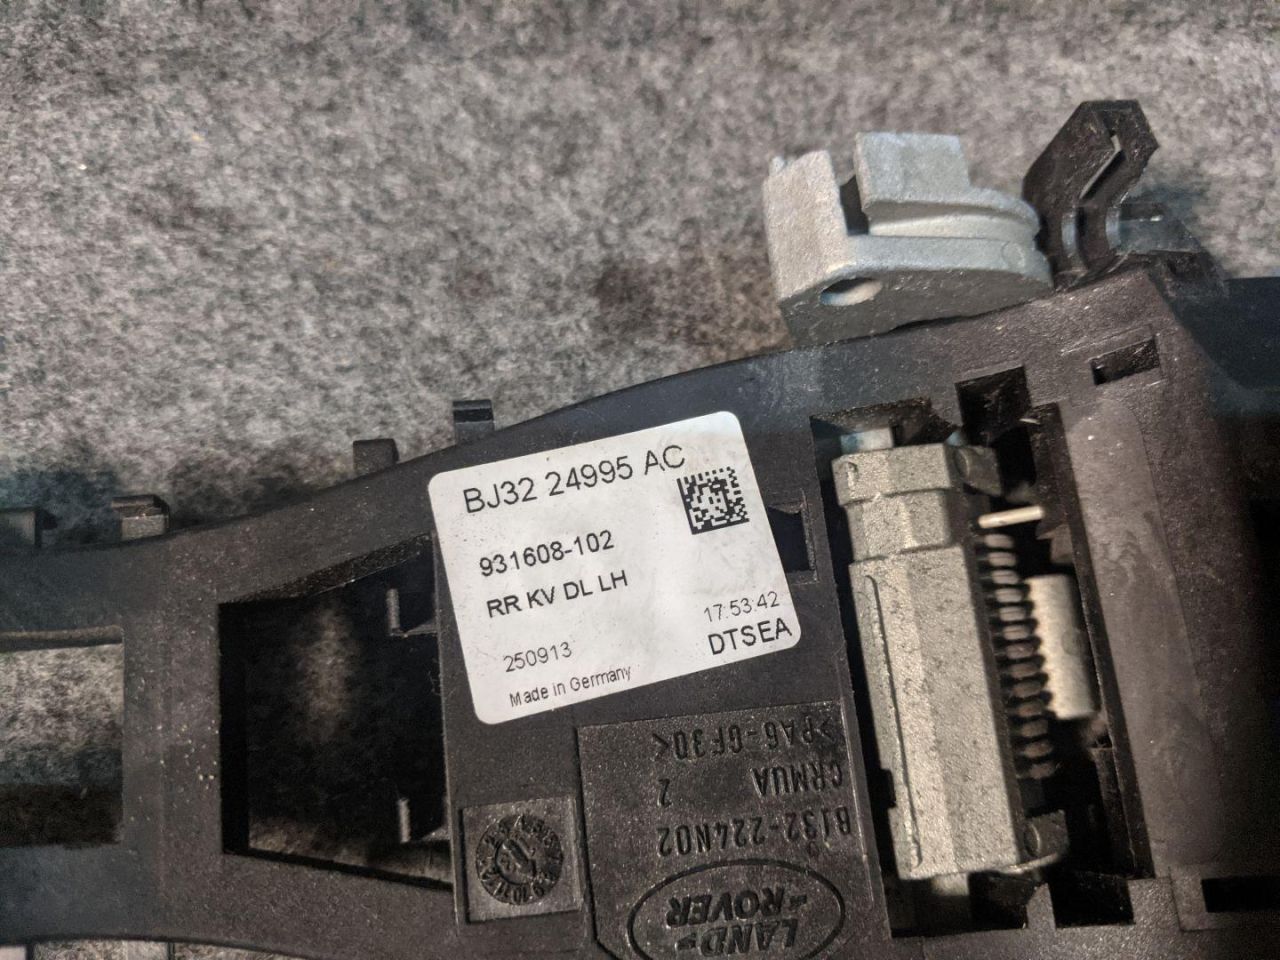 BJ32 24995 AC
931608-102
RR KV DL LH
250913
17:53:42
DTSEA
Made in Germany
>PA6-GF30<
CRMUA 2
BJ32-224N02
LAND-
-ROVER